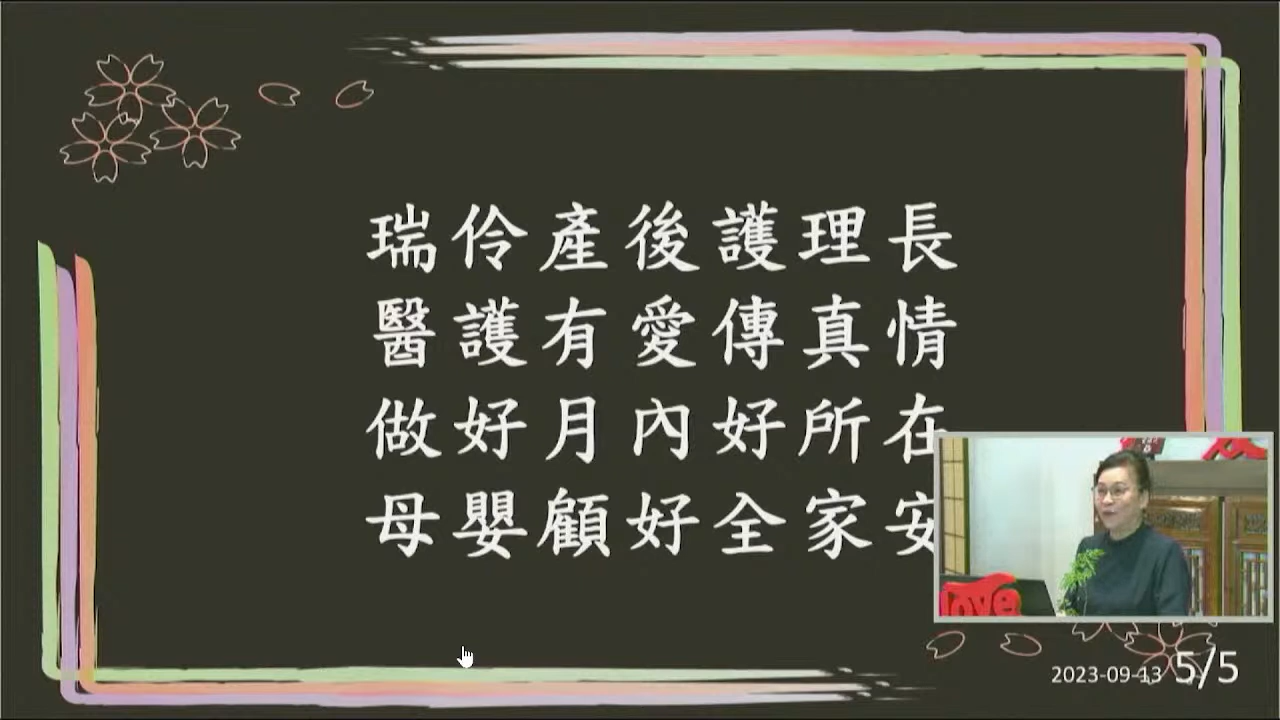 瑞伶產後護理長
醫護有愛傳真情
做好月內好所在
母嬰顧好全家安
love
2023-09-13 5/5